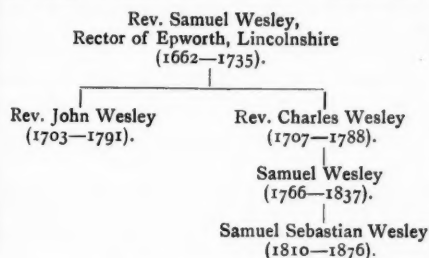 Rev. Samuel Wesley,
Rector of Epworth, Lincolnshire
(1662—1735).
Rev. John Wesley
(1703—1791).
Rev. Charles Wesley
(1707—1788).
Samuel Wesley
(1766—1837).
Samuel Sebastian Wesley
(1810—1876).